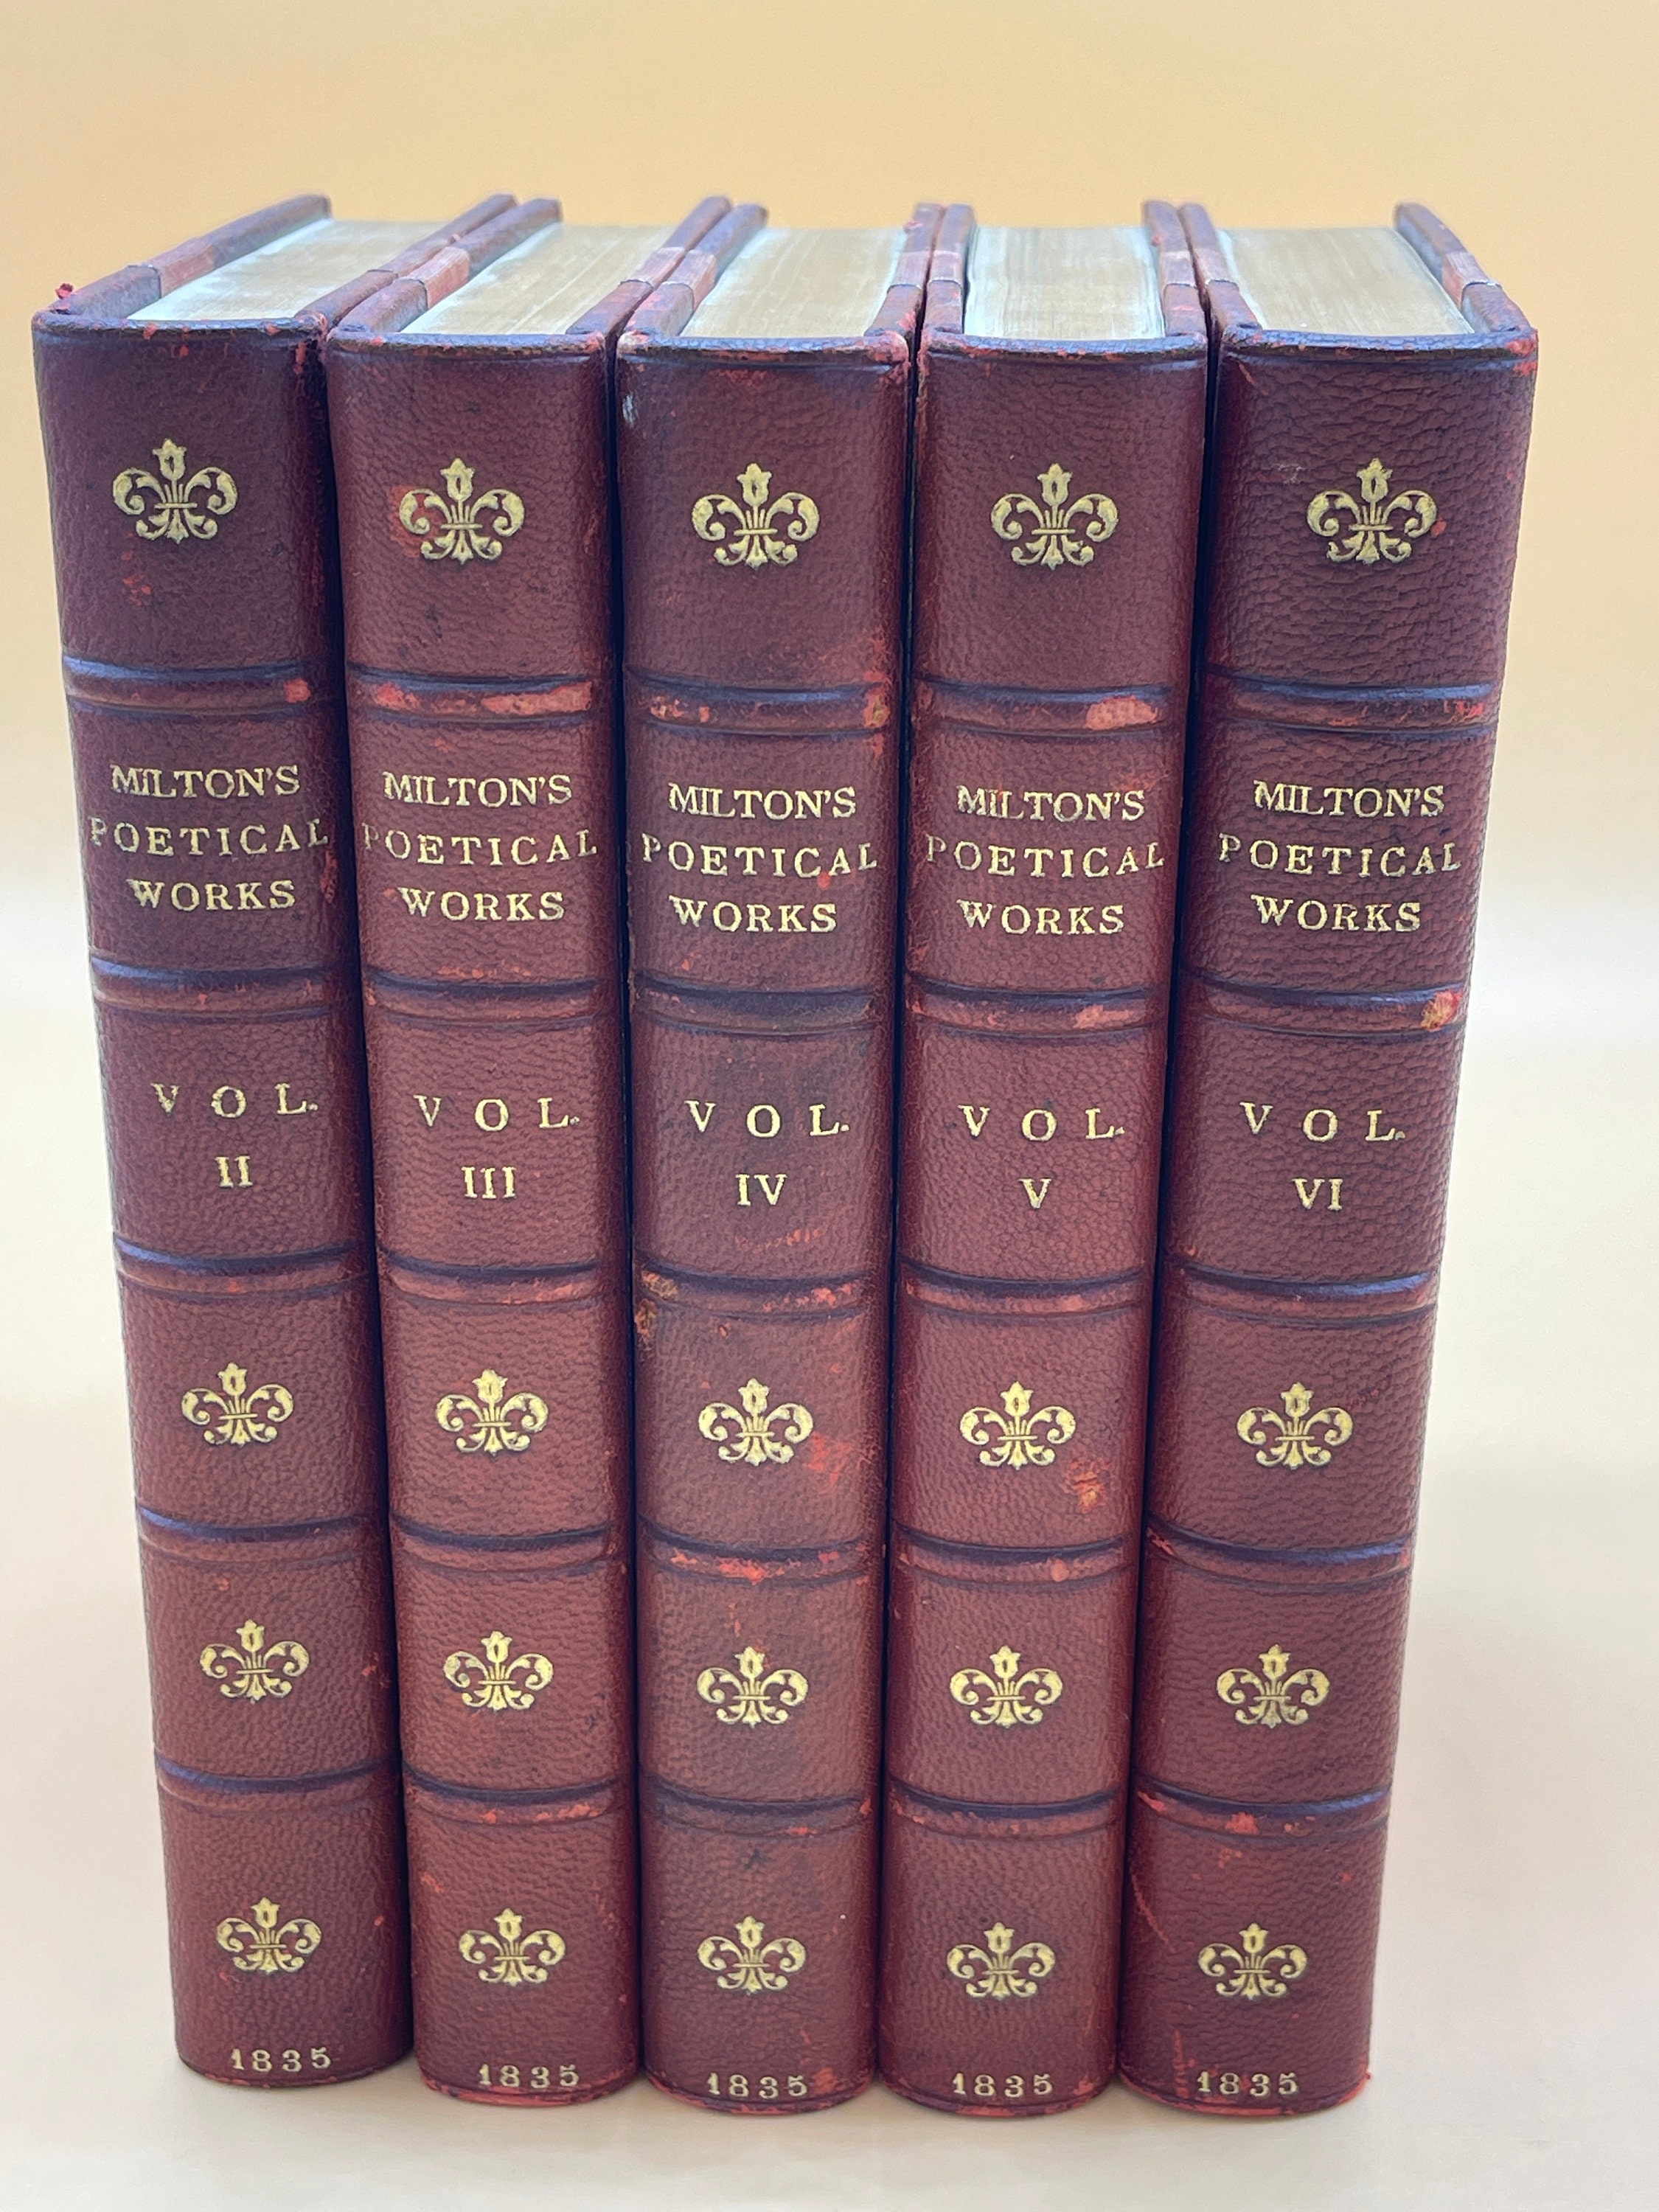 MILTON'S
POETICAL
WORKS
VOL.
II
1835
MILTON'S
POETICAL
WORKS
VOL.
III
1835
MILTON'S
POETICAL
WORKS
VOL.
IV
1835
MILTON'S
POETICAL
WORKS
VOL.
V
1835
MILTON'S
POETICAL
WORKS
VOL.
VI
1835